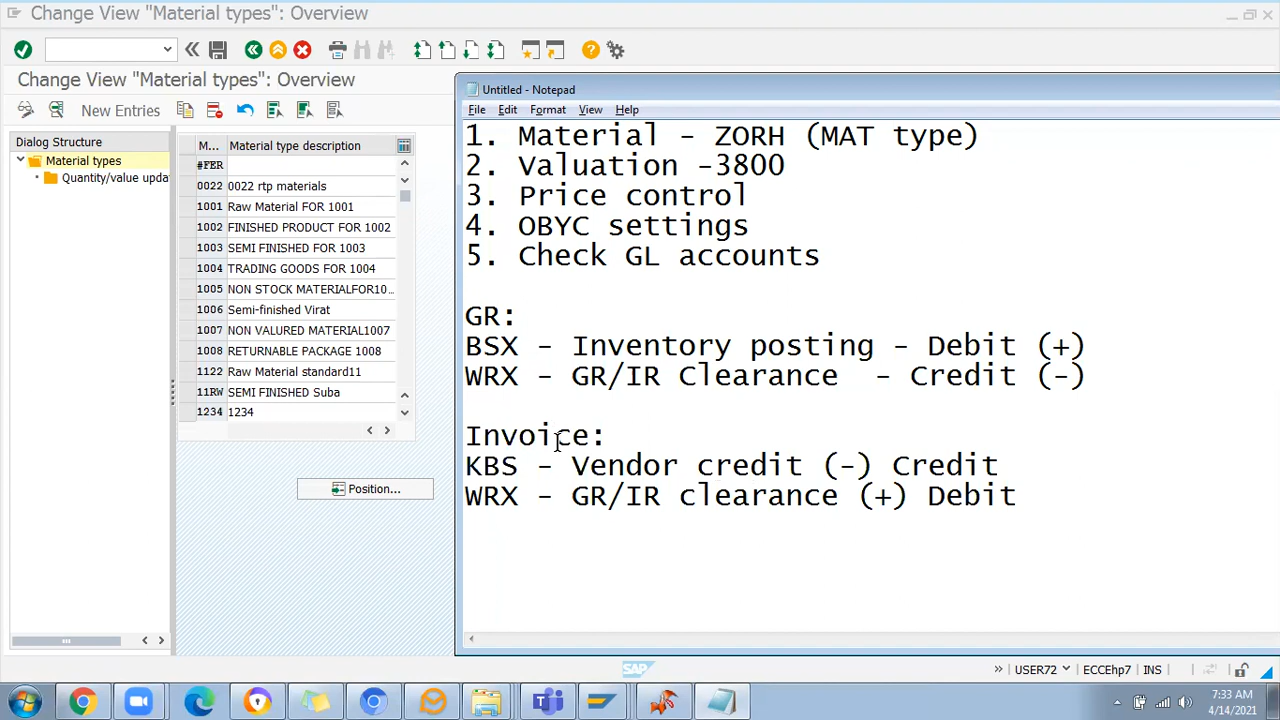 Change View "Material types": Overview
Change View "Material types": Overview
New Entries
Dialog Structure
Material types
Quantity/value upda
M... Material type description
#FER
0022 0022 rtp materials
1001 Raw Material FOR 1001
1002 FINISHED PRODUCT FOR 1002
1003 SEMI FINISHED FOR 1003
1004 TRADING GOODS FOR 1004
1005 NON STOCK MATERIALFOR10...
1006 Semi-finished Virat
1007 NON VALURED MATERIAL1007
1008 RETURNABLE PACKAGE 1008
1122 Raw Material standard11
11RW SEMI FINISHED Suba
1234 1234
Position...
Untitled - Notepad
File Edit Format View Help
1. Material - ZORH (MAT type)
2. Valuation -3800
3. Price control
4. OBYC settings
5. Check GL accounts
GR:
BSX - Inventory posting - Debit (+)
WRX - GR/IR Clearance - Credit (-)
Invoice:
KBS - Vendor credit (-) Credit
WRX - GR/IR clearance (+) Debit
SAP
USER72 ECCEhp7 INS
7:33 AM
4/14/2021